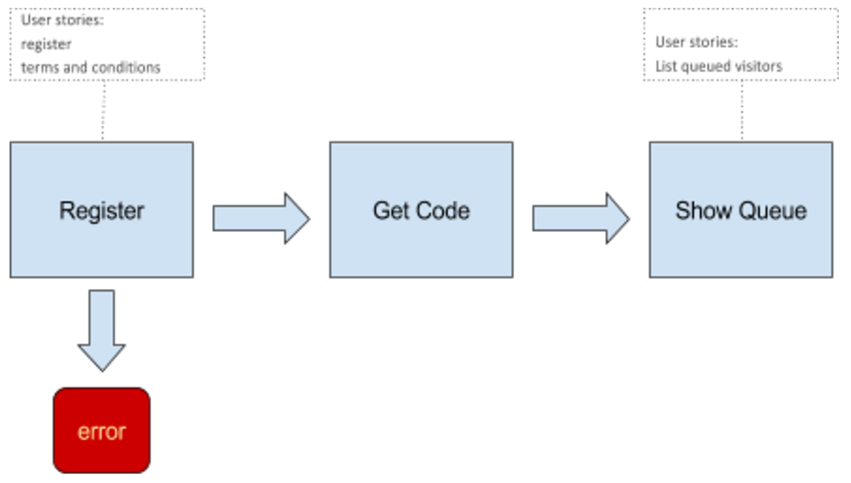 User stories:
register
terms and conditions
User stories:
List queued visitors
Register
Get Code
Show Queue
error